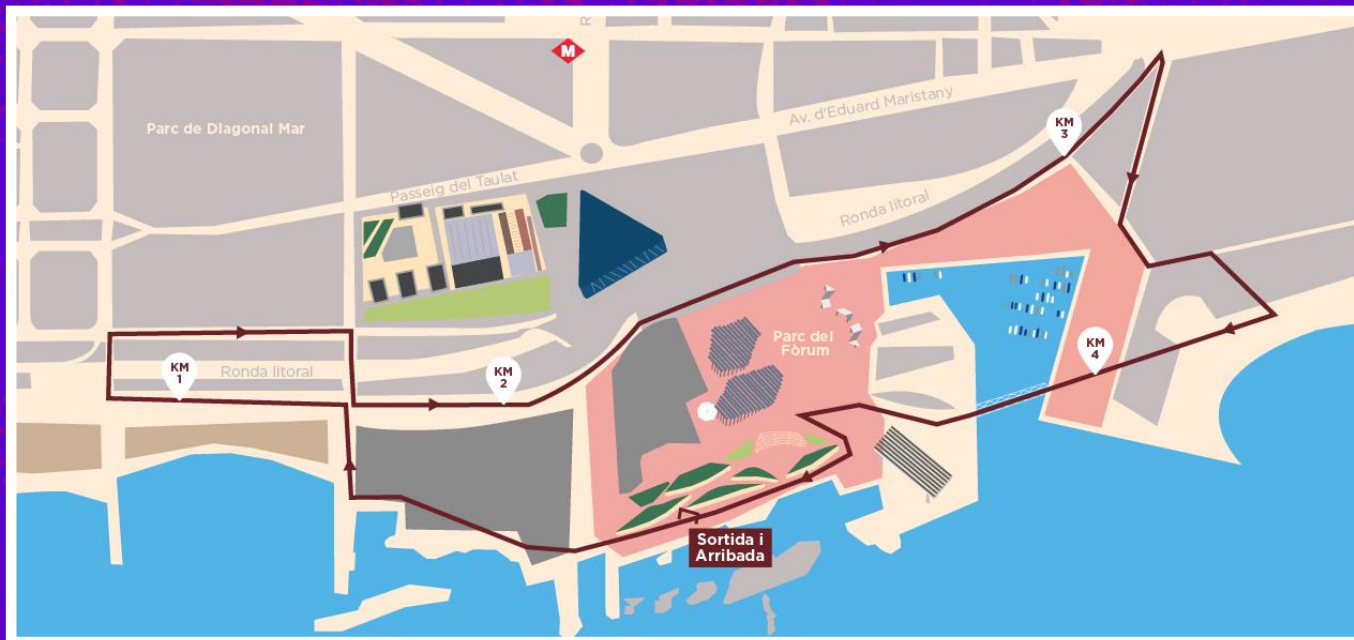 R
M
Av. d'Eduard Maristany
KM
3
Parc de Diagonal Mar
Passeig del Taulat
Ronda litoral
Parc del
Fòrum
KM
4
KM
1
Ronda litoral
KM
2
Sortida i
Arribada